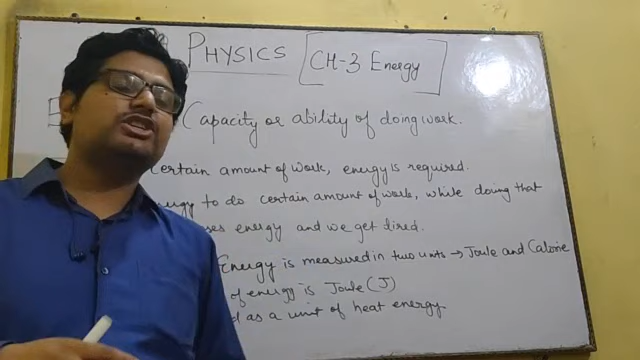 PHYSICS [CH-3 Energy]
Capacity or ability of doing work.
certain amount of work, energy is required.
to do certain amount of work, while doing that
energy and we get tired.
Energy is measured in two units → Joule and Calorie
of energy is Joule (J)
as a unit of heat energy